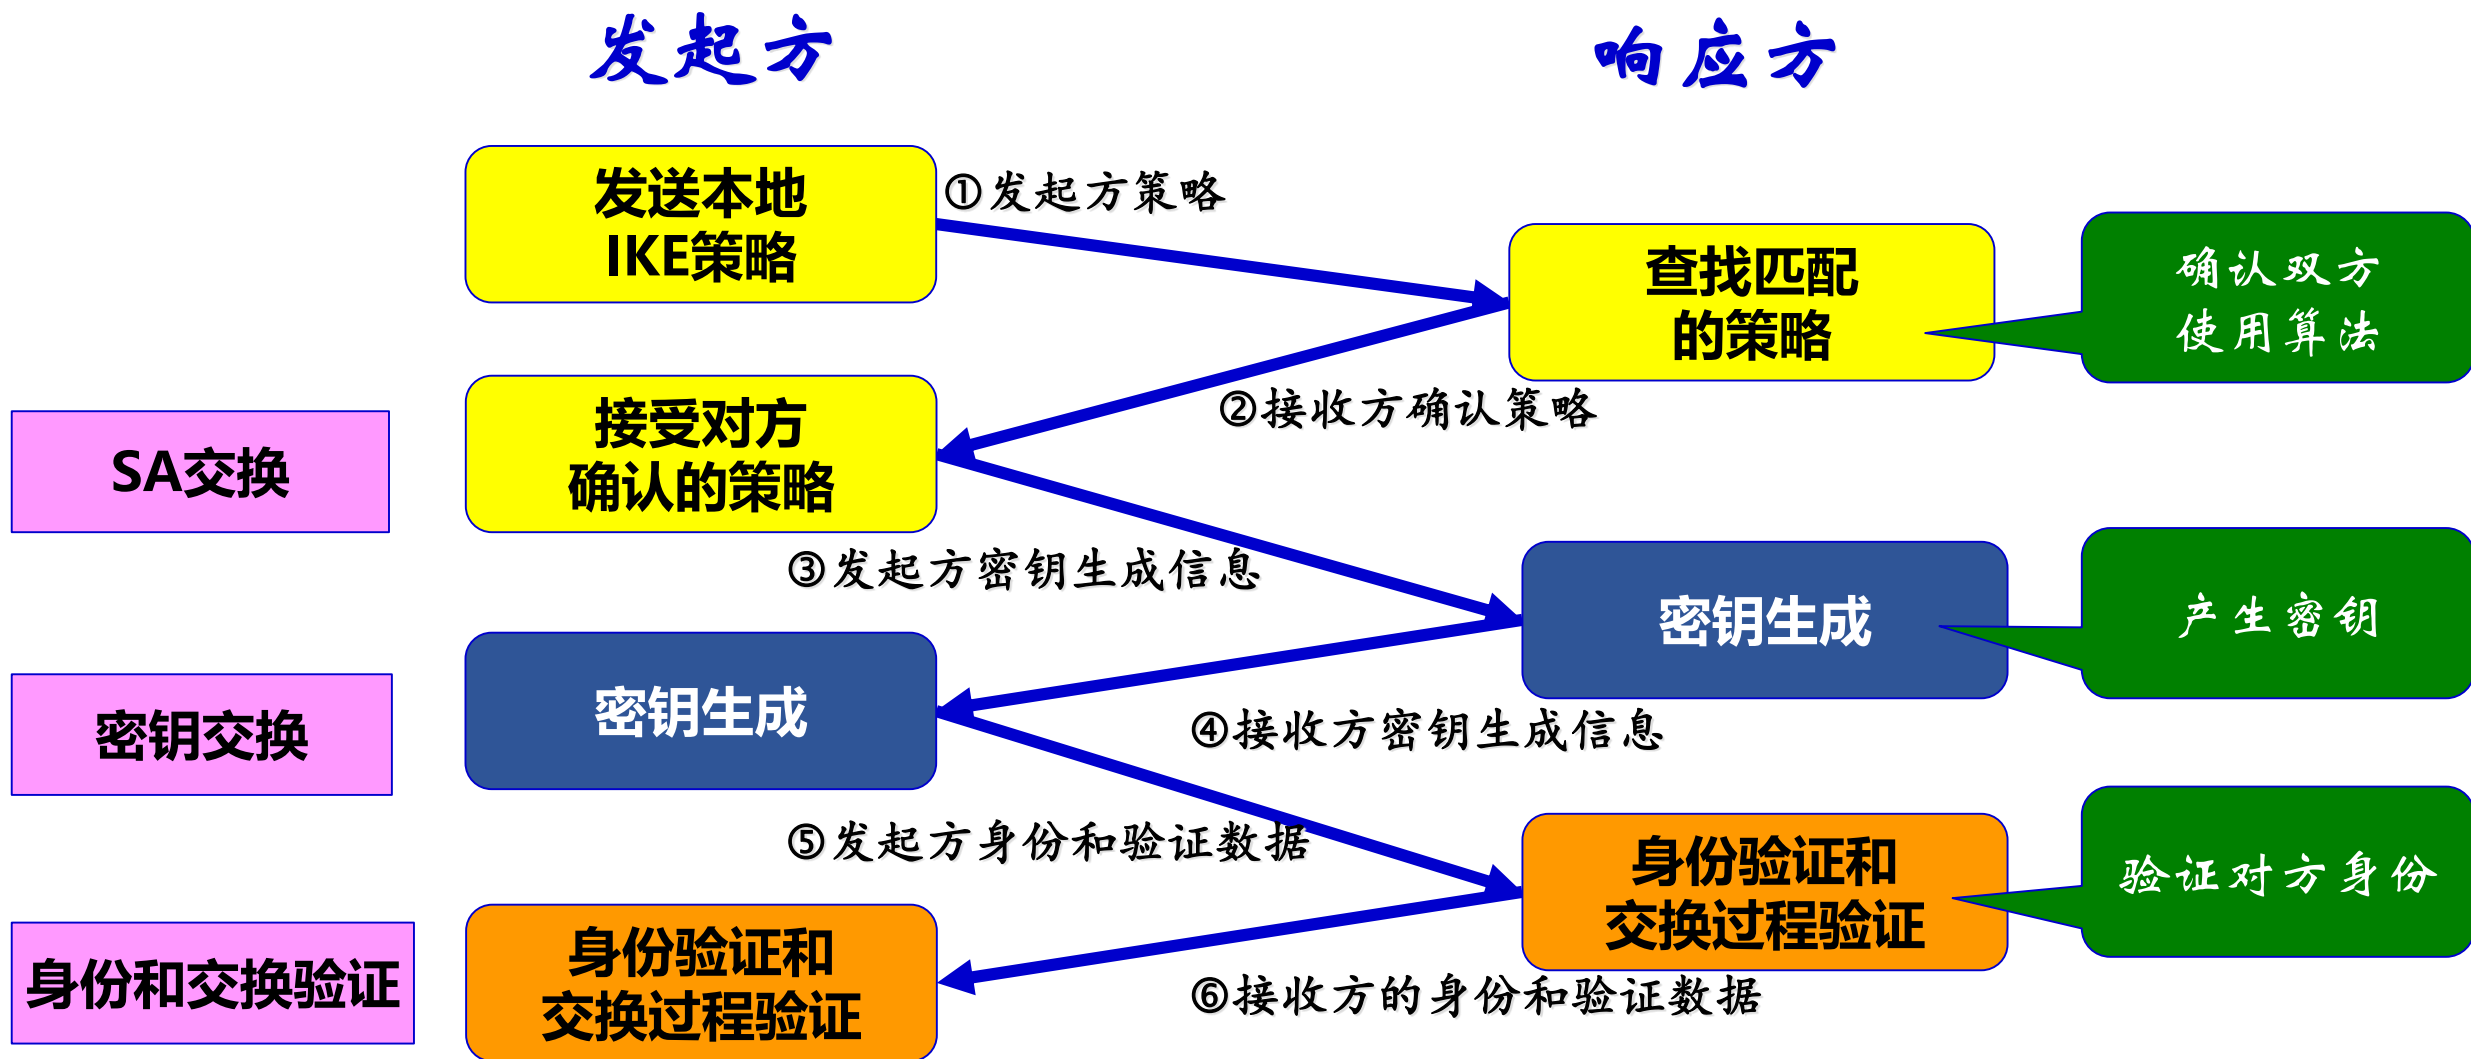 发起方
响应方
发送本地
IKE策略
①发起方策略
查找匹配
的策略
确认双方
使用算法
接受对方
确认的策略
②接收方确认策略
SA交换
③发起方密钥生成信息
密钥生成
产生密钥
密钥生成
④接收方密钥生成信息
密钥交换
⑤发起方身份和验证数据
身份验证和
交换过程验证
验证对方身份
身份验证和
交换过程验证
⑥接收方的身份和验证数据
身份和交换验证